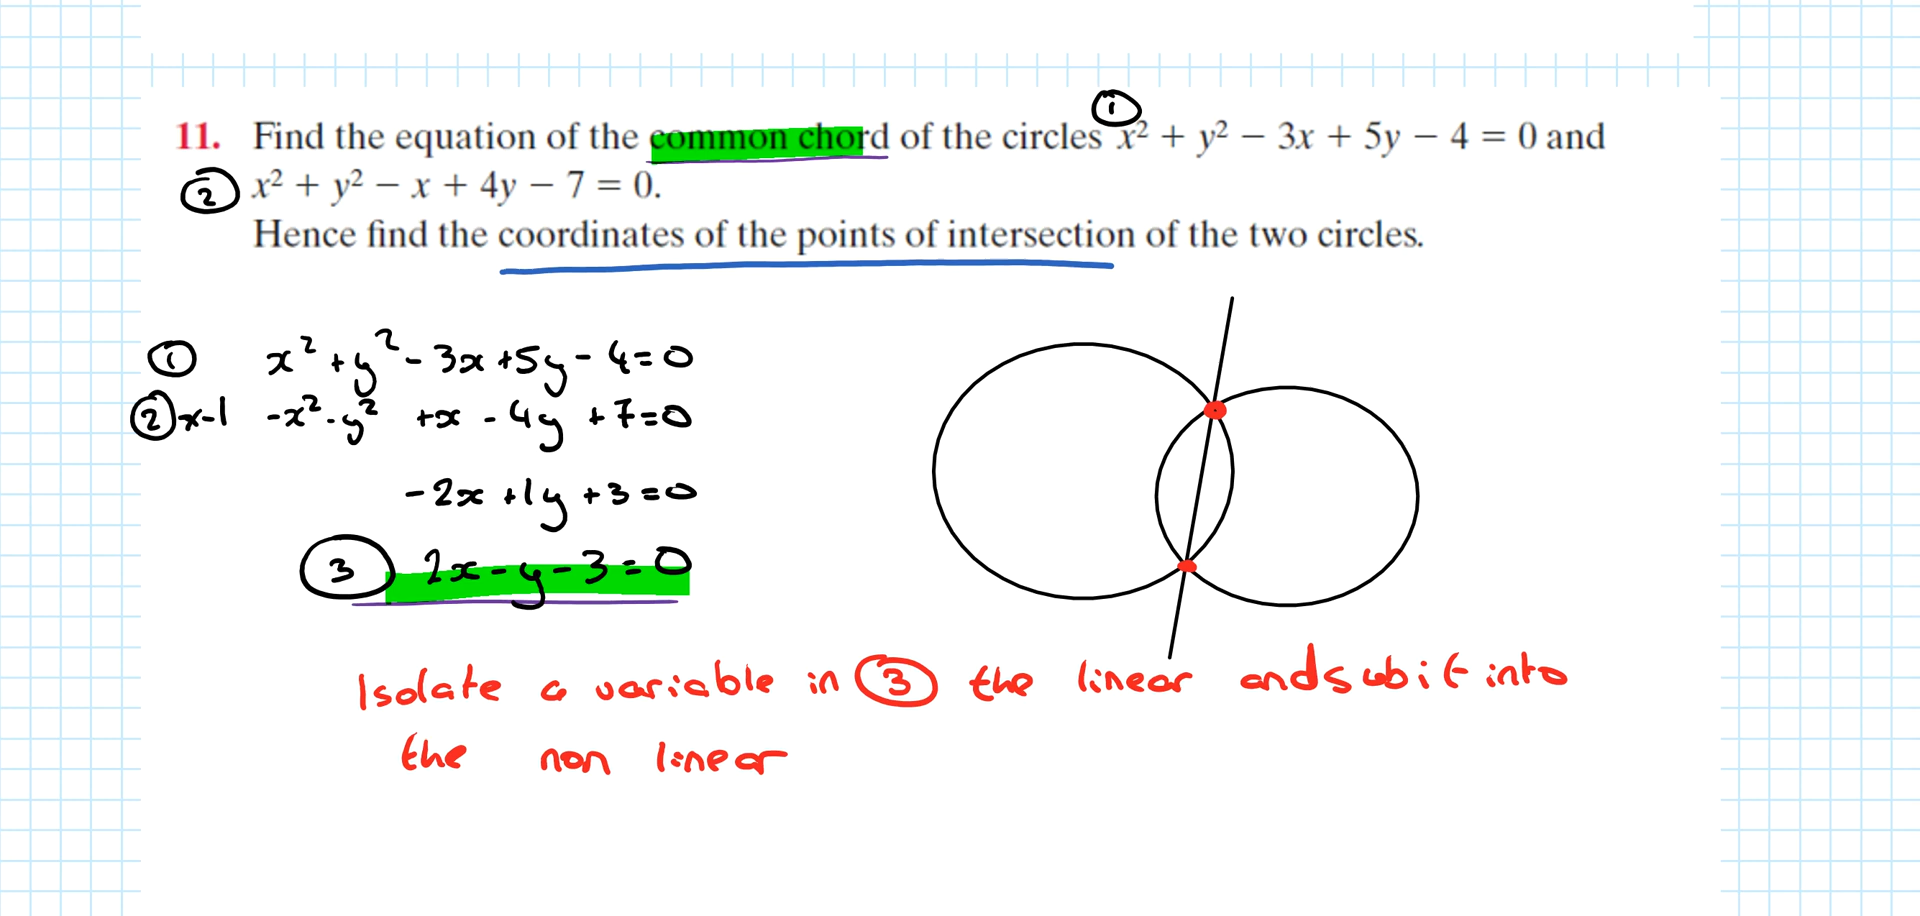 ①
11. Find the equation of the common chord of the circles x² + y² − 3x + 5y − 4 = 0 and
② x² + y² − x + 4y − 7 = 0.
Hence find the coordinates of the points of intersection of the two circles.
① x² + y² - 3x + 5y - 4 = 0
② x-1 -x² - y² + x - 4y + 7 = 0
-2x + 1y + 3 = 0
③ 2x - y - 3 = 0
Isolate a variable in ③ the linear and sub it into
the non linear